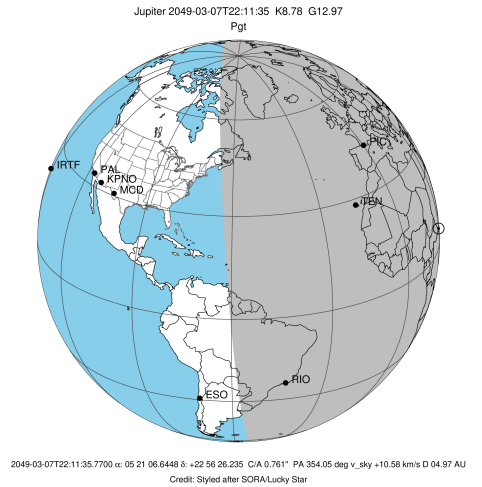 Jupiter 2049-03-07T22:11:35 K8.78 G12.97
Pgt
IRTF
PAL
KPNO
MCD
PIC
TEN
RIO
ESO
2049-03-07T22:11:35.7700 α: 05 21 06.6448 δ: +22 56 26.235 C/A 0.761" PA 354.05 deg v_sky +10.58 km/s D 04.97 AU
Credit: Styled after SORA/Lucky Star